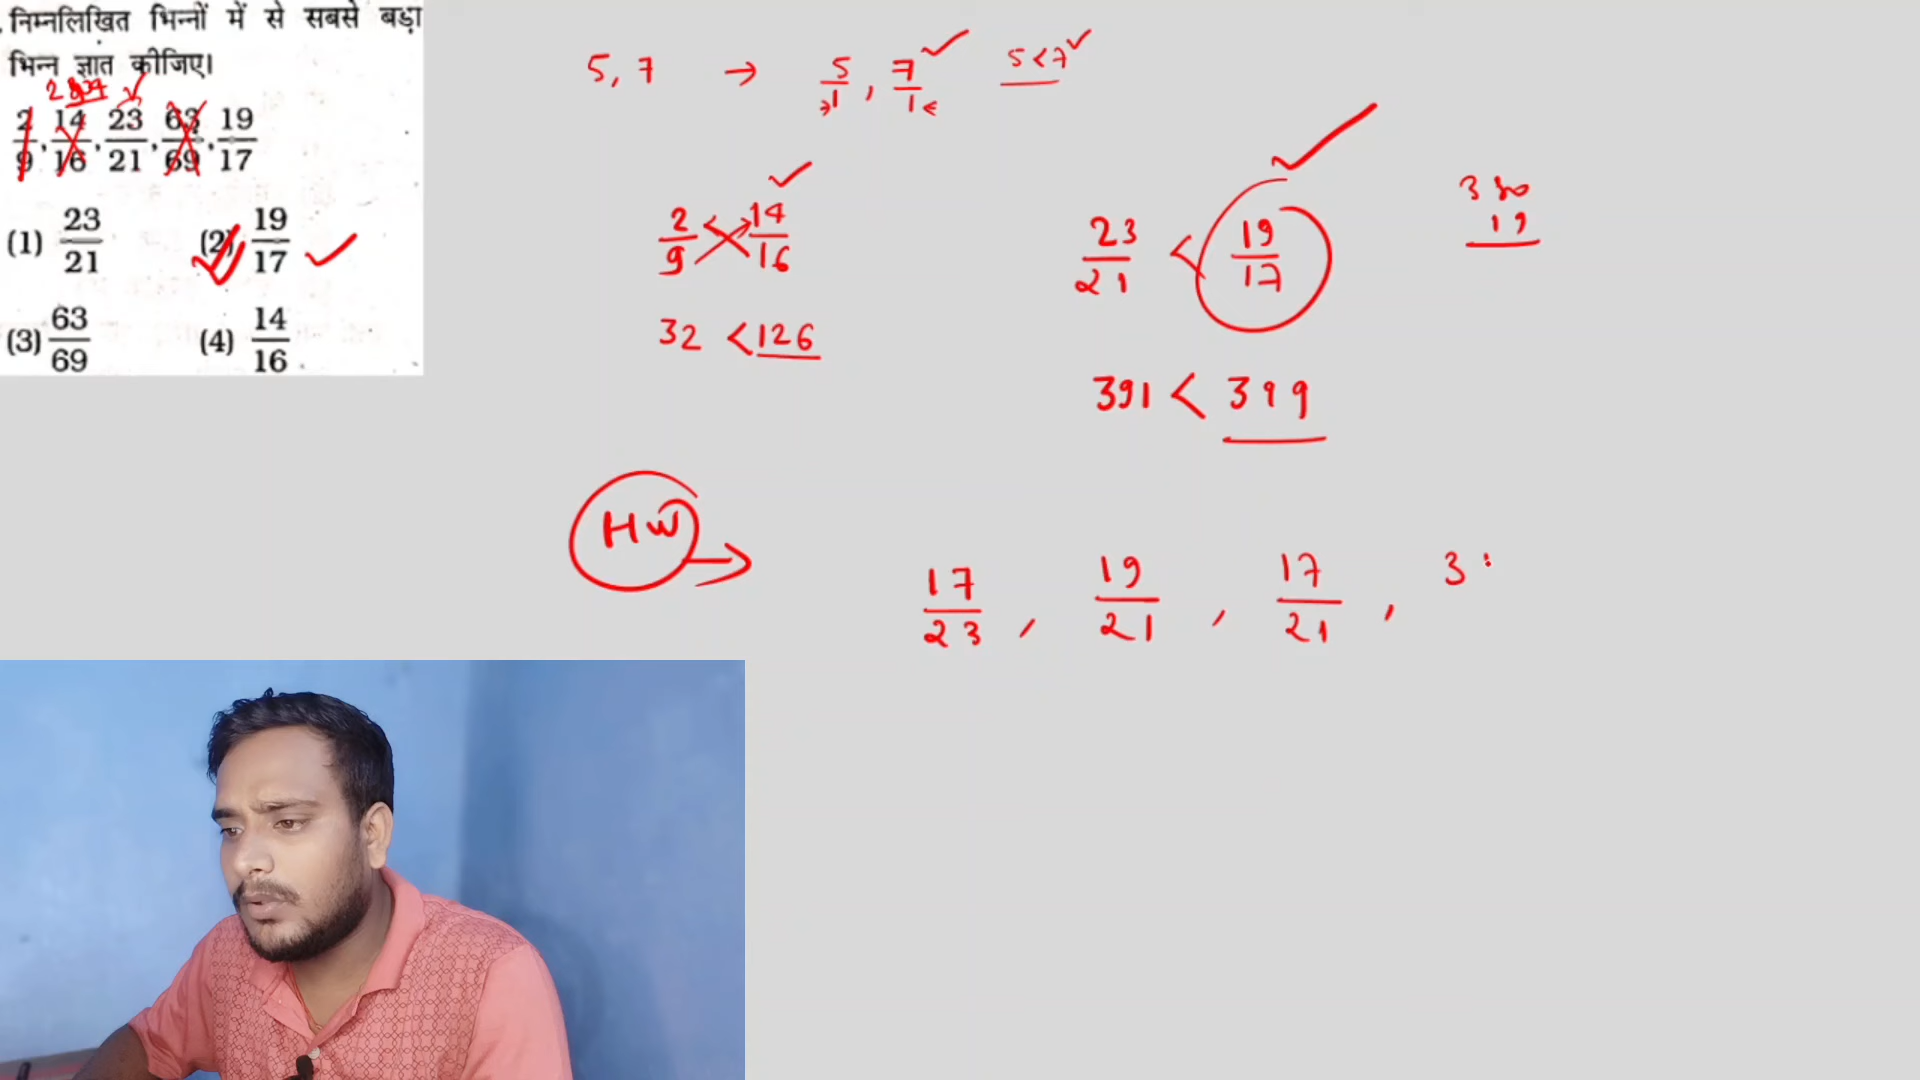 निम्नलिखित भिन्नों में से सबसे बड़ा
भिन्न ज्ञात कीजिए।
2/9, 14/16, 23/21, 63/69, 19/17
(1) 23/21 (2) 19/17
(3) 63/69 (4) 14/16
5, 7 → 5/1, 7/1 5<7
2/9 < 14/16
32 < 126
23/21 < 19/17
19
391 < 399
HW →
17/23, 19/21, 17/21, 3